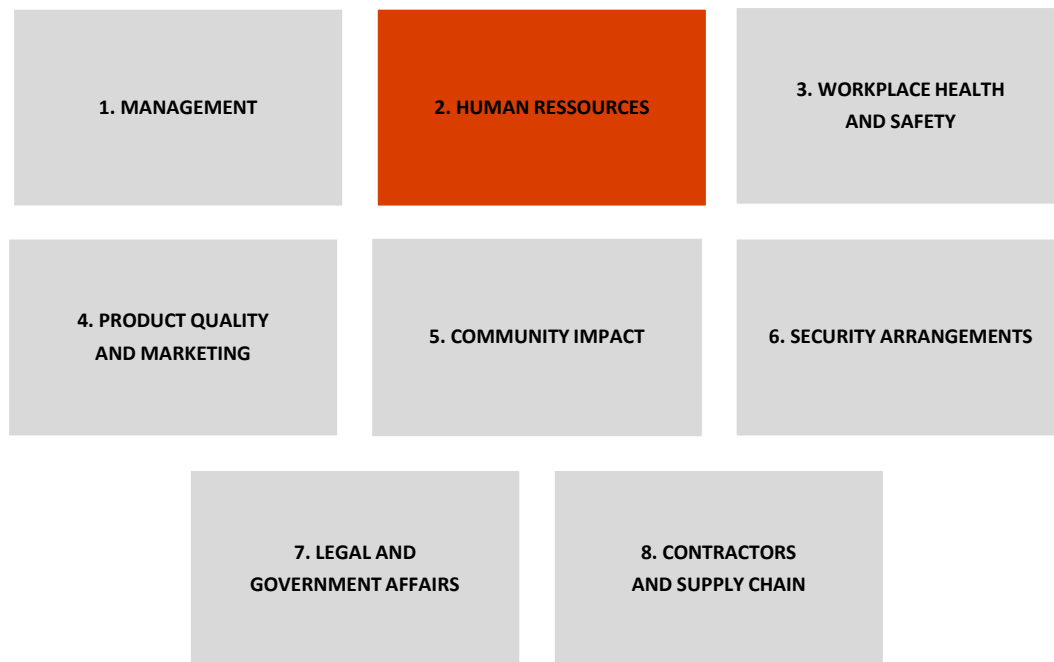 1. MANAGEMENT
2. HUMAN RESSOURCES
3. WORKPLACE HEALTH
AND SAFETY
4. PRODUCT QUALITY
AND MARKETING
5. COMMUNITY IMPACT
6. SECURITY ARRANGEMENTS
7. LEGAL AND
GOVERNMENT AFFAIRS
8. CONTRACTORS
AND SUPPLY CHAIN